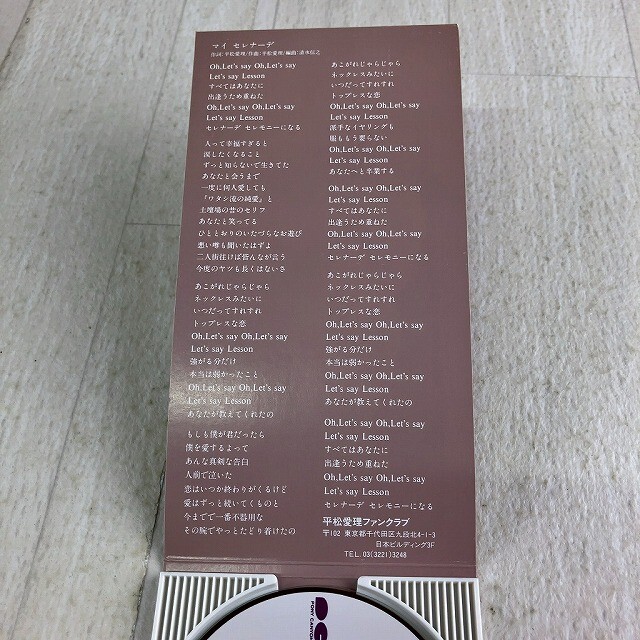 マイ セレナーデ
作詞:平松愛理/作曲:平松愛理/編曲:清水信之
Oh,Let's say Oh,Let's say
Let's say Lesson
すべてはあなたに
出逢うため重ねた
Oh,Let's say Oh,Let's say
Let's say Lesson
セレナーデ セレモニーになる
人って幸福すぎると
涙したくなること
ずっと知らないで生きてた
あなたと会うまで
一度に何人愛しても
「ワタシ流の純愛」と
土壇場の昔のセリフ
あなたと笑ってる
ひととおりのいたづらなお遊び
悪い噂も聞いたはずよ
二人街往けば皆んなが言う
今度のヤツも長くはないさ
あこがれじゃらじゃら
ネックレスみたいに
いつだってすれすれ
トップレスな恋
Oh,Let's say Oh,Let's say
Let's say Lesson
強がる分だけ
本当は弱かったこと
Oh,Let's say Oh,Let's say
Let's say Lesson
あなたが教えてくれたの
もしも僕が君だったら
僕を愛するよって
あんな真剣な告白
人前で泣いた
恋はいつか終わりがくるけど
愛はずっと続いてくものと
今までで一番不器用な
その腕でやっとたどり着けたの
あこがれじゃらじゃら
ネックレスみたいに
いつだってすれすれ
トップレスな恋
Oh,Let's say Oh,Let's say
Let's say Lesson
派手なイヤリングも
服ももう要らない
Oh,Let's say Oh,Let's say
Let's say Lesson
あなたへと卒業する
Oh,Let's say Oh,Let's say
Let's say Lesson
すべてはあなたに
出逢うため重ねた
Oh,Let's say Oh,Let's say
Let's say Lesson
セレナーデ セレモニーになる
あこがれじゃらじゃら
ネックレスみたいに
いつだってすれすれ
トップレスな恋
Oh,Let's say Oh,Let's say
Let's say Lesson
強がる分だけ
本当は弱かったこと
Oh,Let's say Oh,Let's say
Let's say Lesson
あなたが教えてくれたの
Oh,Let's say Oh,Let's say
Let's say Lesson
すべてはあなたに
出逢うため重ねた
Oh,Let's say Oh,Let's say
Let's say Lesson
セレナーデ セレモニーになる
平松愛理ファンクラブ
〒102 東京都千代田区九段北4-1-3
日本ビルディング3F
TEL. 03(3221)3248
PONY CANYON